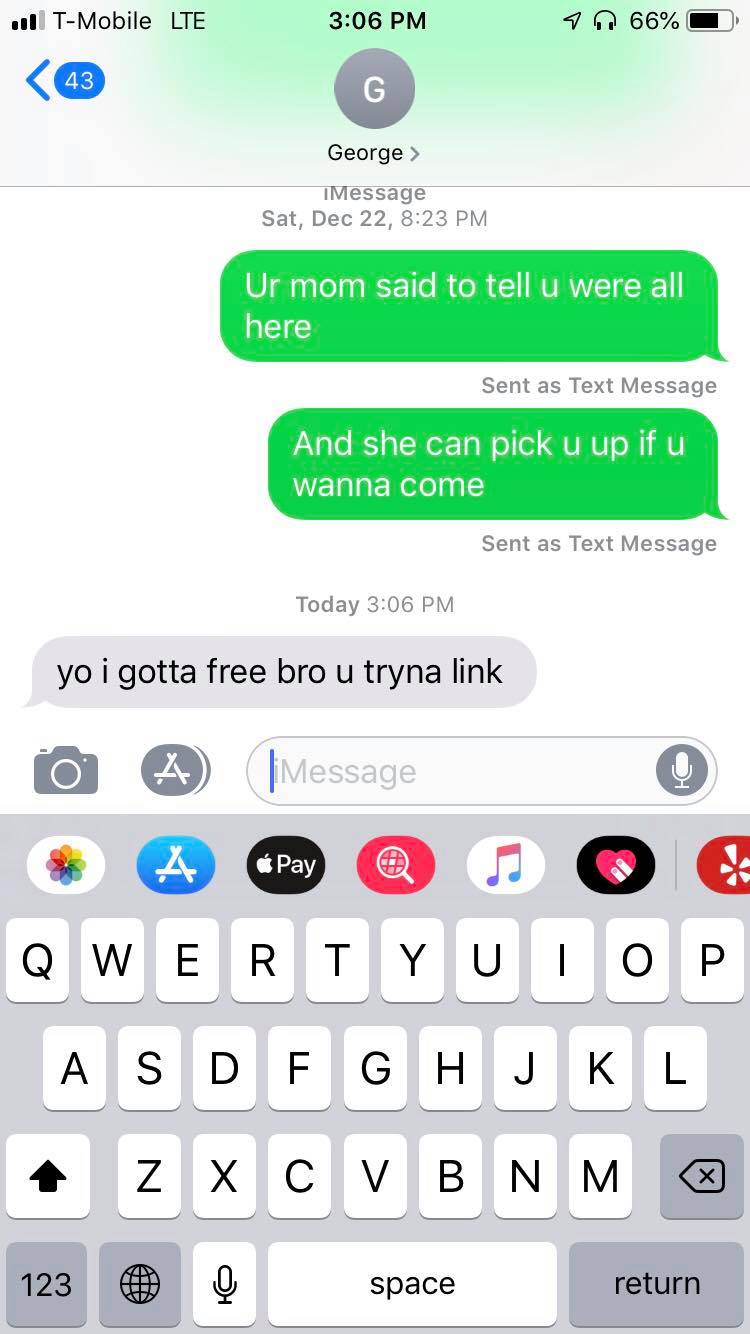 T-Mobile LTE 3:06 PM 66%
43
G
George
iMessage
Sat, Dec 22, 8:23 PM
Ur mom said to tell u were all
here
Sent as Text Message
And she can pick u up if u
wanna come
Sent as Text Message
Today 3:06 PM
yo i gotta free bro u tryna link
iMessage
Pay
Q W E R T Y U I O P
A S D F G H J K L
Z X C V B N M
123 space return